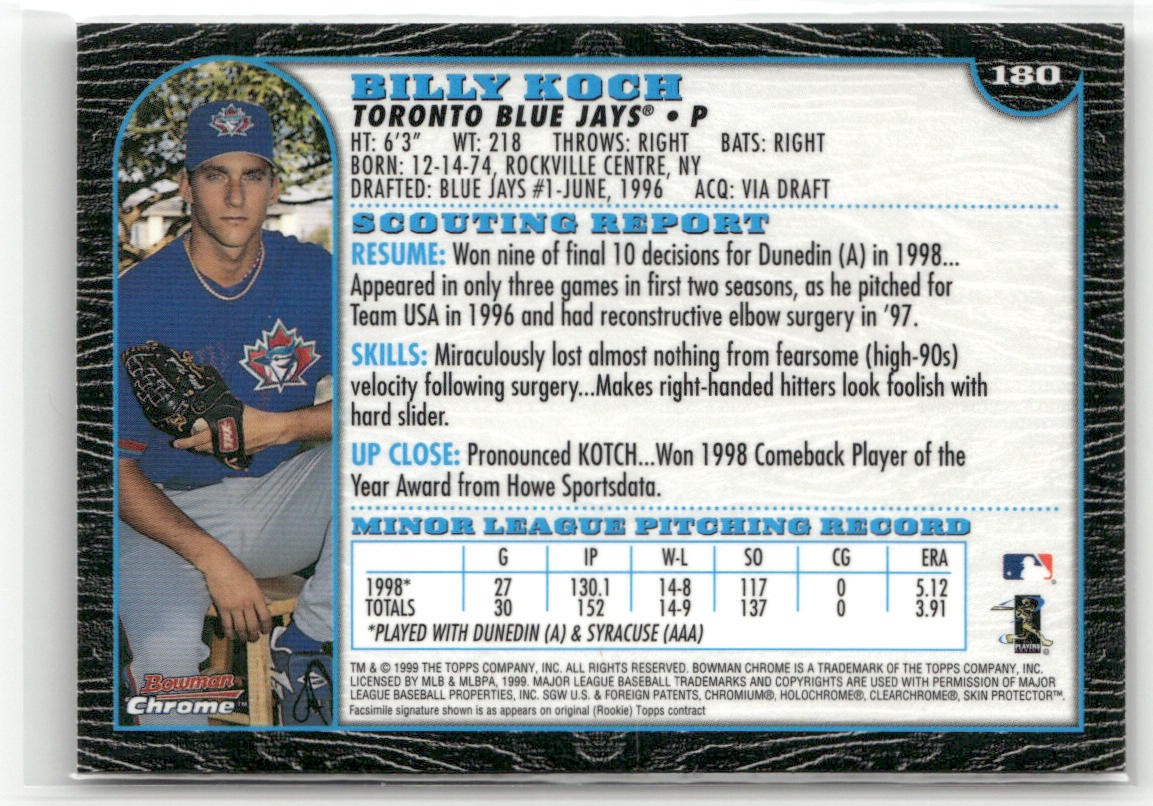 180
BILLY KOCH
TORONTO BLUE JAYS® • P
HT: 6'3" WT: 218 THROWS: RIGHT BATS: RIGHT
BORN: 12-14-74, ROCKVILLE CENTRE, NY
DRAFTED: BLUE JAYS #1-JUNE, 1996 ACQ: VIA DRAFT
SCOUTING REPORT
RESUME: Won nine of final 10 decisions for Dunedin (A) in 1998...
Appeared in only three games in first two seasons, as he pitched for
Team USA in 1996 and had reconstructive elbow surgery in '97.
SKILLS: Miraculously lost almost nothing from fearsome (high-90s)
velocity following surgery...Makes right-handed hitters look foolish with
hard slider.
UP CLOSE: Pronounced KOTCH...Won 1998 Comeback Player of the
Year Award from Howe Sportsdata.
MINOR LEAGUE PITCHING RECORD
G IP W-L SO CG ERA
1998* 27 130.1 14-8 117 0 5.12
TOTALS 30 152 14-9 137 0 3.91
*PLAYED WITH DUNEDIN (A) & SYRACUSE (AAA)
PLAYERS
TM & © 1999 THE TOPPS COMPANY, INC. ALL RIGHTS RESERVED. BOWMAN CHROME IS A TRADEMARK OF THE TOPPS COMPANY, INC.
LICENSED BY MLB & MLBPA, 1999. MAJOR LEAGUE BASEBALL TRADEMARKS AND COPYRIGHTS ARE USED WITH PERMISSION OF MAJOR
LEAGUE BASEBALL PROPERTIES, INC. SGW U.S. & FOREIGN PATENTS, CHROMIUM®, HOLOCHROME®, CLEARCHROME®, SKIN PROTECTOR™.
Facsimile signature shown is as appears on original (Rookie) Topps contract
Bowman
Chrome™